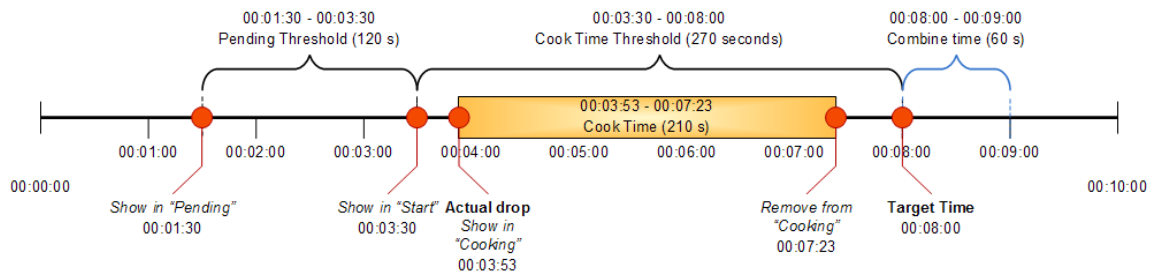 00:01:30 - 00:03:30
Pending Threshold (120 s)
00:03:30 - 00:08:00
Cook Time Threshold (270 seconds)
00:08:00 - 00:09:00
Combine time (60 s)
00:03:53 - 00:07:23
Cook Time (210 s)
00:01:00
00:02:00
00:03:00
00:04:00
00:05:00
00:06:00
00:07:00
00:08:00
00:09:00
00:00:00
00:10:00
Show in “Pending”
00:01:30
Show in “Start”
00:03:30
Actual drop
Show in
“Cooking”
00:03:53
Remove from
“Cooking”
00:07:23
Target Time
00:08:00